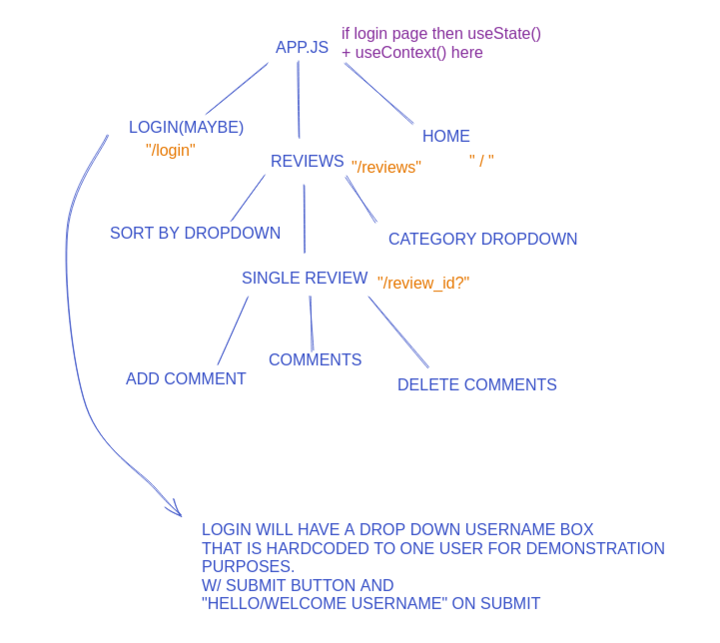 if login page then useState()
APP.JS
+ useContext() here
LOGIN(MAYBE)
HOME
"/login"
REVIEWS
"/reviews"
" / "
SORT BY DROPDOWN
CATEGORY DROPDOWN
SINGLE REVIEW
"/review_id?"
COMMENTS
ADD COMMENT
DELETE COMMENTS
LOGIN WILL HAVE A DROP DOWN USERNAME BOX
THAT IS HARDCODED TO ONE USER FOR DEMONSTRATION
PURPOSES.
W/ SUBMIT BUTTON AND
"HELLO/WELCOME USERNAME" ON SUBMIT